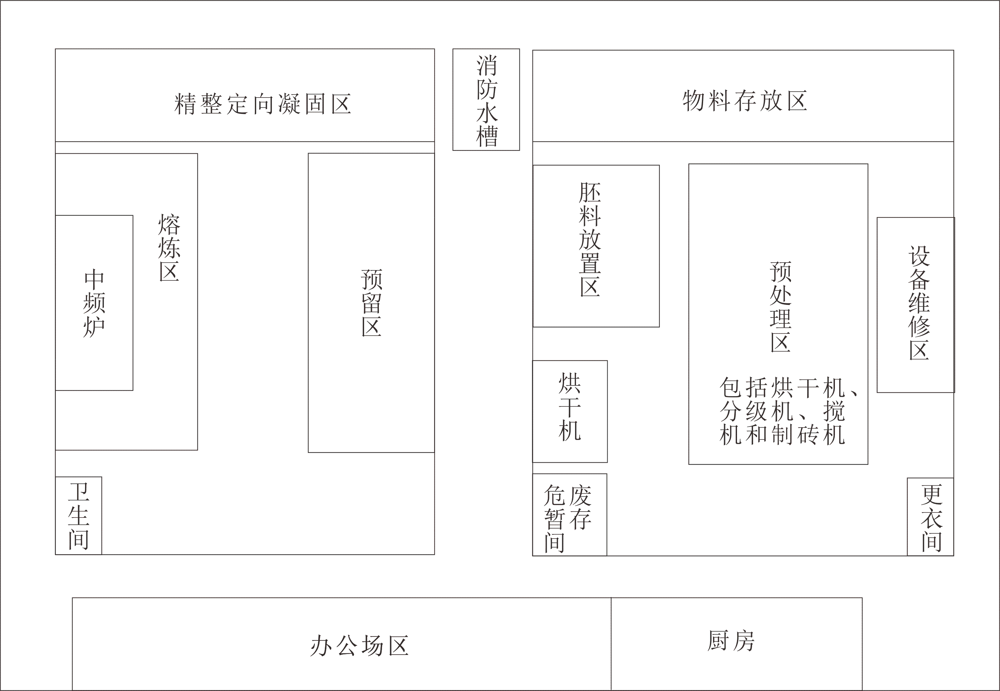 精整定向凝固区
消防水槽
物料存放区
熔炼区
中频炉
预留区
胚料放置区
预处理区
包括烘干机、
分级机、搅
机和制砖机
设备维修区
烘干机
卫生间
危废
暂存
间
更衣间
办公场区
厨房